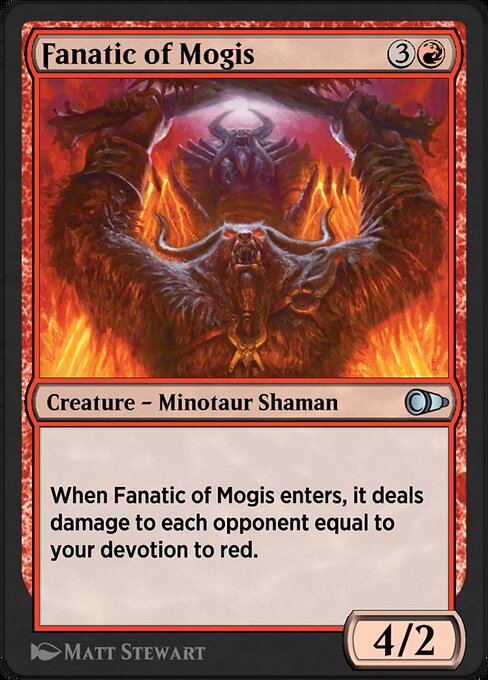 Fanatic of Mogis 3
Creature – Minotaur Shaman
When Fanatic of Mogis enters, it deals
damage to each opponent equal to
your devotion to red.
4/2
MATT STEWART